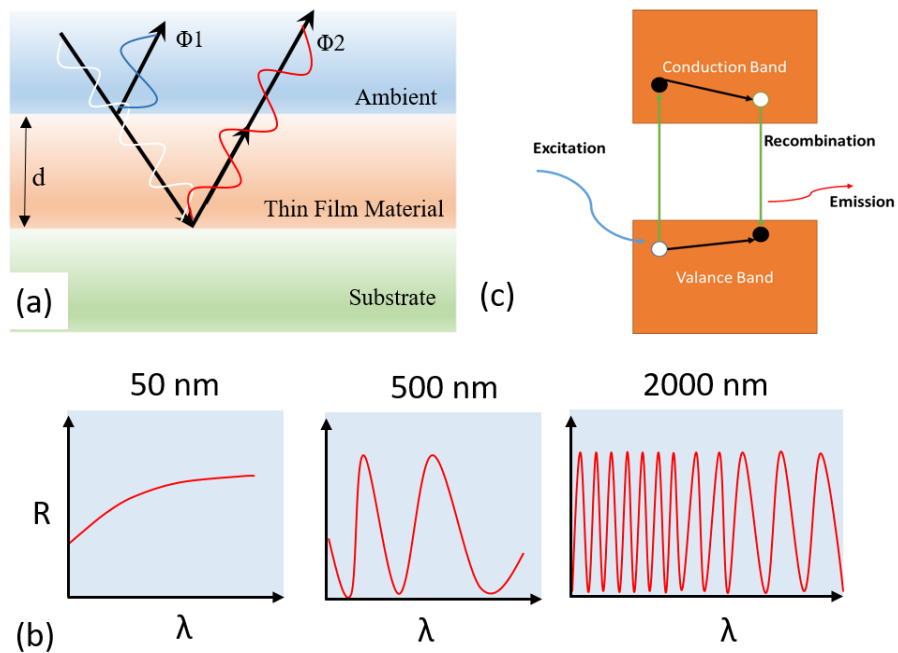 Φ1
Φ2
Ambient
d
Thin Film Material
Substrate
(a)
Conduction Band
Excitation
Recombination
Emission
Valance Band
(c)
50 nm
500 nm
2000 nm
R
λ
λ
λ
(b)